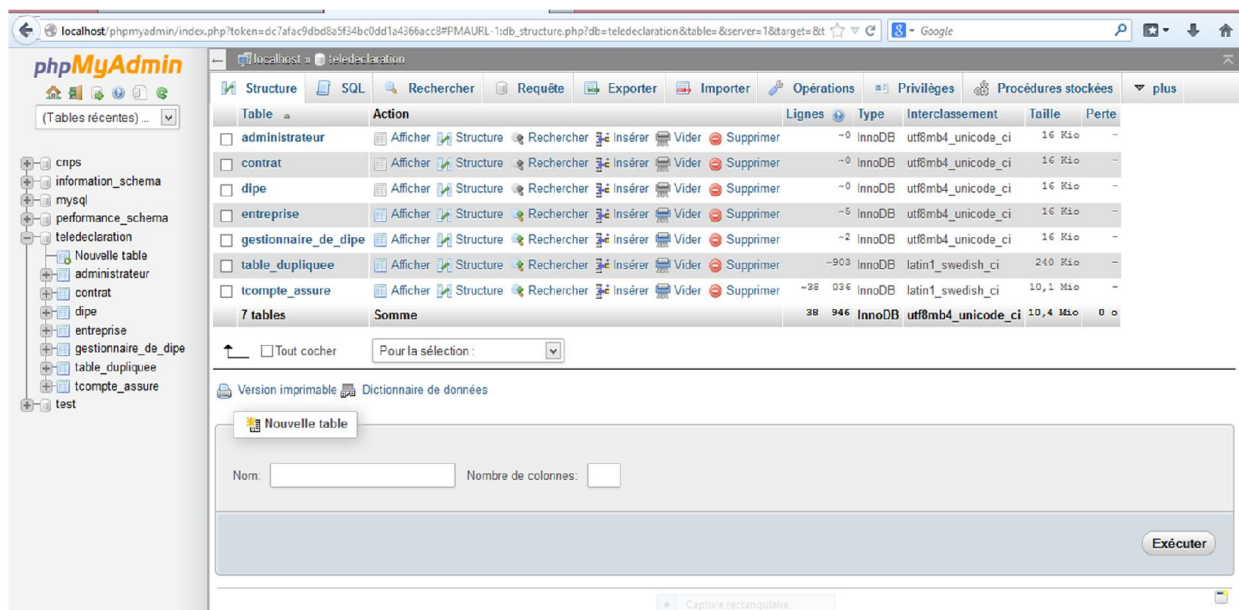 localhost/phpmyadmin/index.php?token=dc7afac9dbd8a5f34bc0dd1a4366acc8#PMAURL-1:db_structure.php?db=teledeclaration&table=&server=1&target=&t
Google
phpMyAdmin
(Tables récentes) ...
cnps
information_schema
mysql
performance_schema
teledeclaration
Nouvelle table
administrateur
contrat
dipe
entreprise
gestionnaire_de_dipe
table_dupliquee
tcompte_assure
test
localhost » teledeclaration
Structure SQL Rechercher Requête Exporter Importer Opérations Privilèges Procédures stockées plus
Table Action Lignes Type Interclassement Taille Perte
administrateur Afficher Structure Rechercher Insérer Vider Supprimer ~0 InnoDB utf8mb4_unicode_ci 16 Kio -
contrat Afficher Structure Rechercher Insérer Vider Supprimer ~0 InnoDB utf8mb4_unicode_ci 16 Kio -
dipe Afficher Structure Rechercher Insérer Vider Supprimer ~0 InnoDB utf8mb4_unicode_ci 16 Kio -
entreprise Afficher Structure Rechercher Insérer Vider Supprimer ~5 InnoDB utf8mb4_unicode_ci 16 Kio -
gestionnaire_de_dipe Afficher Structure Rechercher Insérer Vider Supprimer ~2 InnoDB utf8mb4_unicode_ci 16 Kio -
table_dupliquee Afficher Structure Rechercher Insérer Vider Supprimer ~903 InnoDB latin1_swedish_ci 240 Kio -
tcompte_assure Afficher Structure Rechercher Insérer Vider Supprimer ~38 036 InnoDB latin1_swedish_ci 10,1 Mio -
7 tables Somme 38 946 InnoDB utf8mb4_unicode_ci 10,4 Mio 0 o
Tout cocher Pour la sélection :
Version imprimable Dictionnaire de données
Nouvelle table
Nom: Nombre de colonnes:
Exécuter
Capture rectangulaire